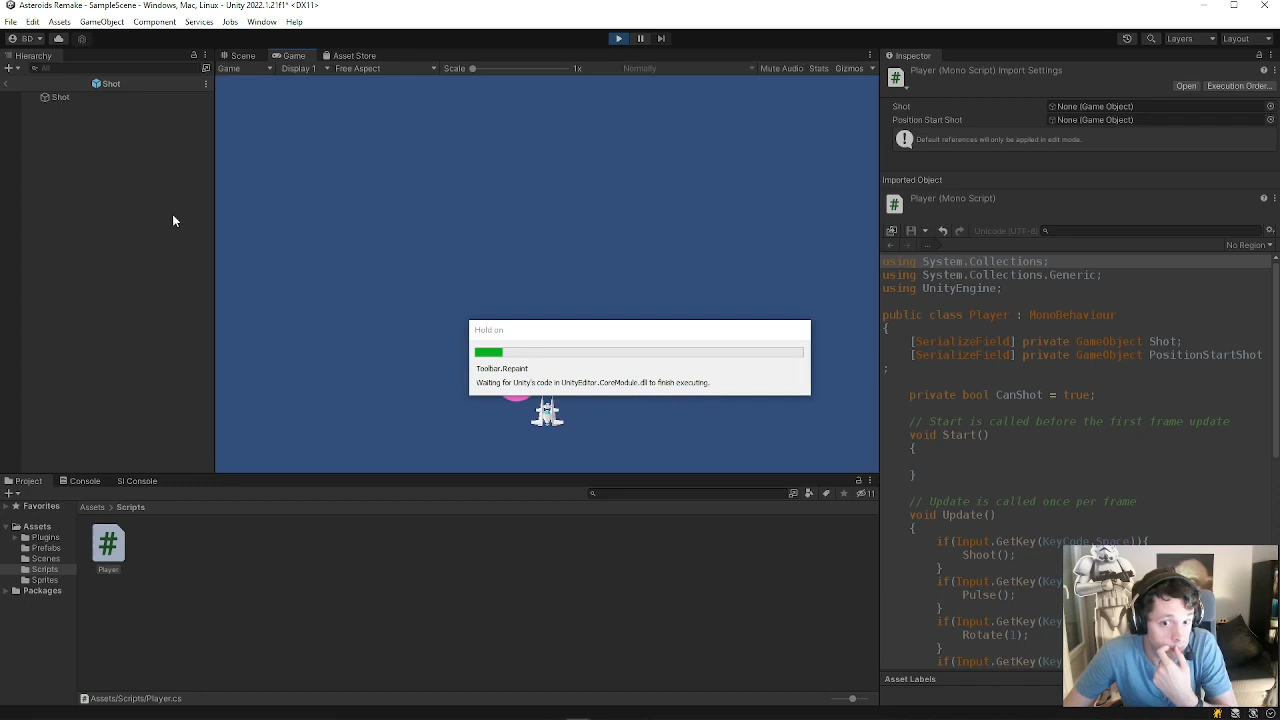 Asteroids Remake - SampleScene - Windows, Mac, Linux - Unity 2022.1.21f1* <DX11>
File Edit Assets GameObject Component Services Jobs Window Help
BD Layers Layout
Hierarchy
All
Shot
Shot
Scene Game Asset Store
Game Display 1 Free Aspect Scale 1x Normally Mute Audio Stats Gizmos
Hold on
Toolbar.Repaint
Waiting for Unity's code in UnityEditor.CoreModule.dll to finish executing.
Inspector
Player (Mono Script) Import Settings
Open Execution Order...
Shot None (Game Object)
Position Start Shot None (Game Object)
Default references will only be applied in edit mode.
Imported Object
Player (Mono Script)
Unicode (UTF-8)
... No Region
using System.Collections;
using System.Collections.Generic;
using UnityEngine;
public class Player : MonoBehaviour
{
[SerializeField] private GameObject Shot;
[SerializeField] private GameObject PositionStartShot
;
private bool CanShot = true;
// Start is called before the first frame update
void Start()
{
}
// Update is called once per frame
void Update()
{
if(Input.GetKey(KeyCode.Space)){
Shoot();
}
if(Input.GetKey(Key
Pulse();
}
if(Input.GetKey(Key
Rotate(1);
}
if(Input.GetKey(Key
Asset Labels
Project Console SI Console
11
Favorites
Assets
Plugins
Prefabs
Scenes
Scripts
Sprites
Packages
Assets > Scripts
#
Player
Assets/Scripts/Player.cs